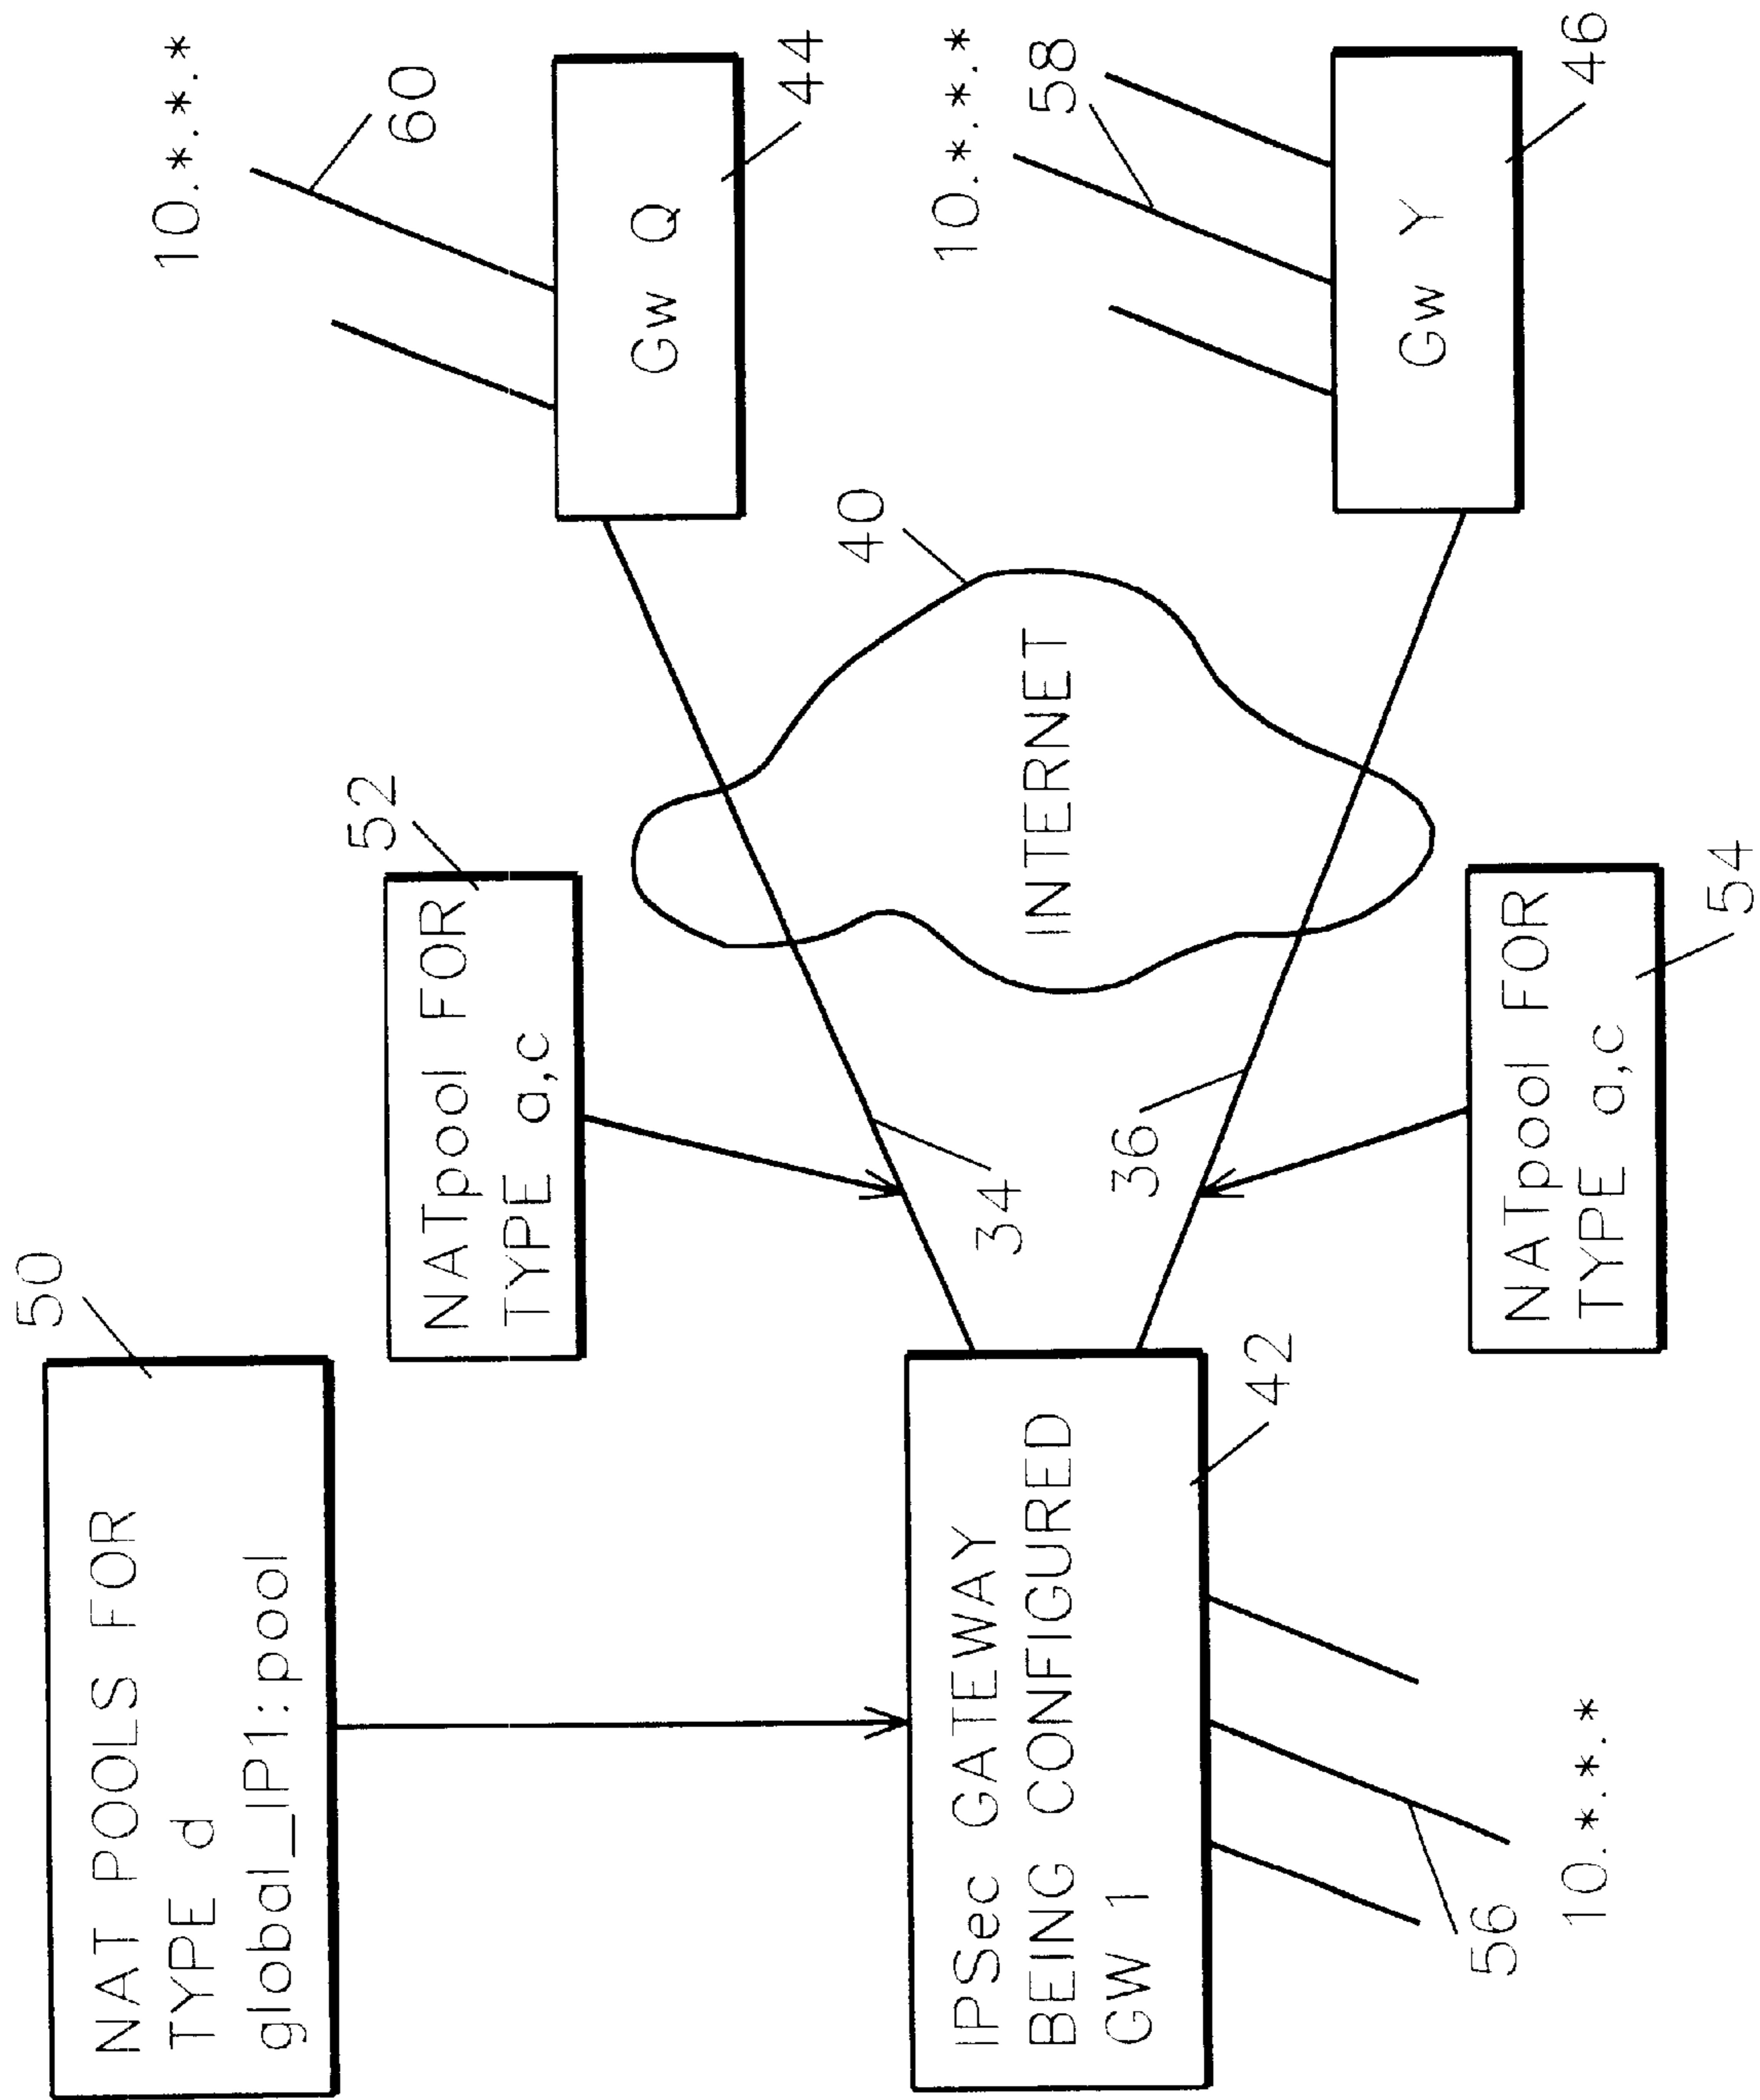 50
NAT POOLS FOR
TYPE d
global_IP1:pool
52
NATpool FOR
TYPE a,c
10.*.*.*
60
Gw Q
44
40
INTERNET
34
36
IPSec GATEWAY
BEING CONFIGURED
GW 1
42
56
10.*.*.*
10.*.*.*
58
Gw Y
46
NATpool FOR
TYPE a,c
54